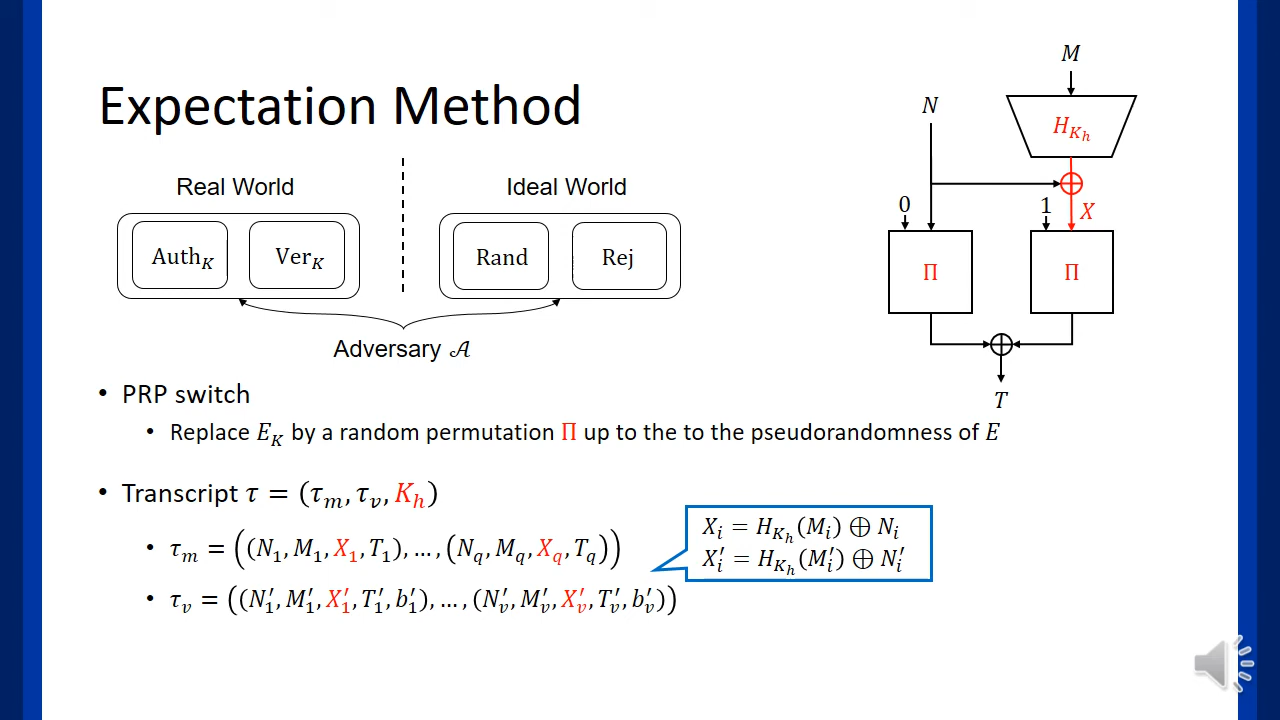 Expectation Method
Real World
Ideal World
Auth_K
Ver_K
Rand
Rej
Adversary 𝒜
M
N
H_{K_h}
0
1
X
Π
Π
T
• PRP switch
• Replace E_K by a random permutation Π up to the to the pseudorandomness of E
• Transcript τ = (τ_m, τ_v, K_h)
• τ_m = ((N_1, M_1, X_1, T_1), …, (N_q, M_q, X_q, T_q))
• τ_v = ((N′_1, M′_1, X′_1, T′_1, b′_1), …, (N′_v, M′_v, X′_v, T′_v, b′_v))
X_i = H_{K_h}(M_i) ⊕ N_i
X′_i = H_{K_h}(M′_i) ⊕ N′_i